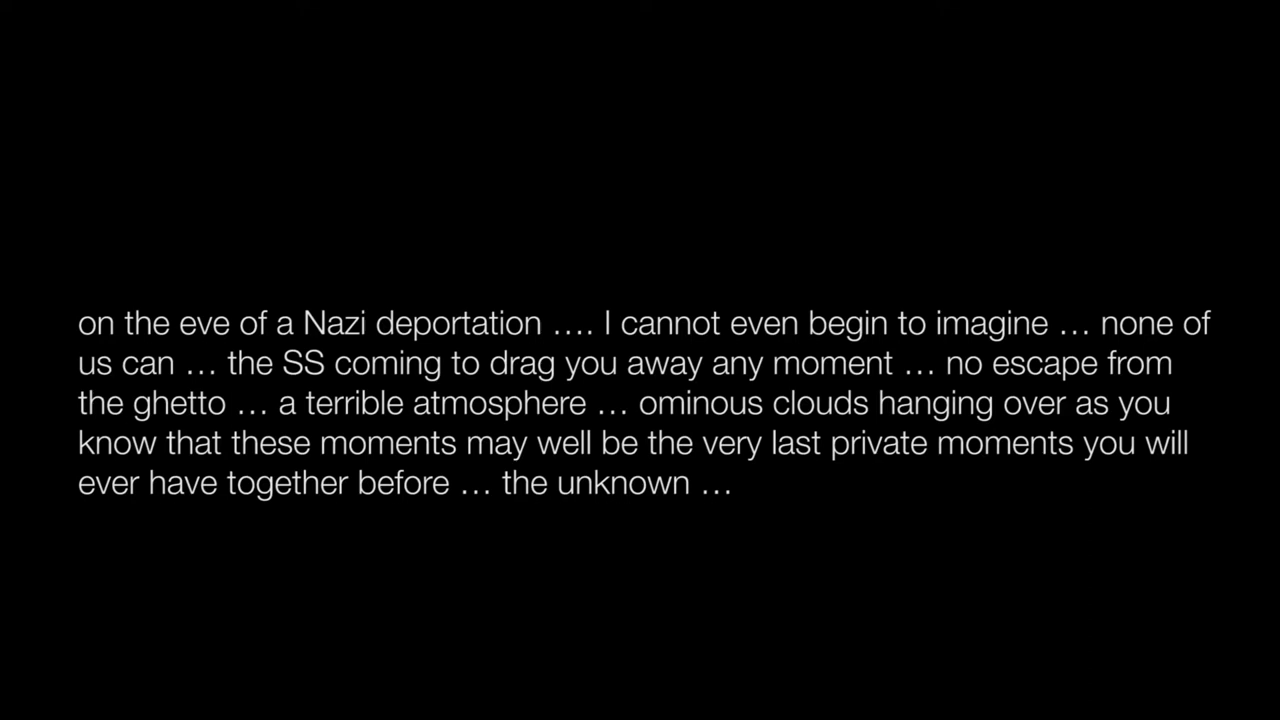 on the eve of a Nazi deportation …. I cannot even begin to imagine … none of
us can … the SS coming to drag you away any moment … no escape from
the ghetto … a terrible atmosphere … ominous clouds hanging over as you
know that these moments may well be the very last private moments you will
ever have together before … the unknown …